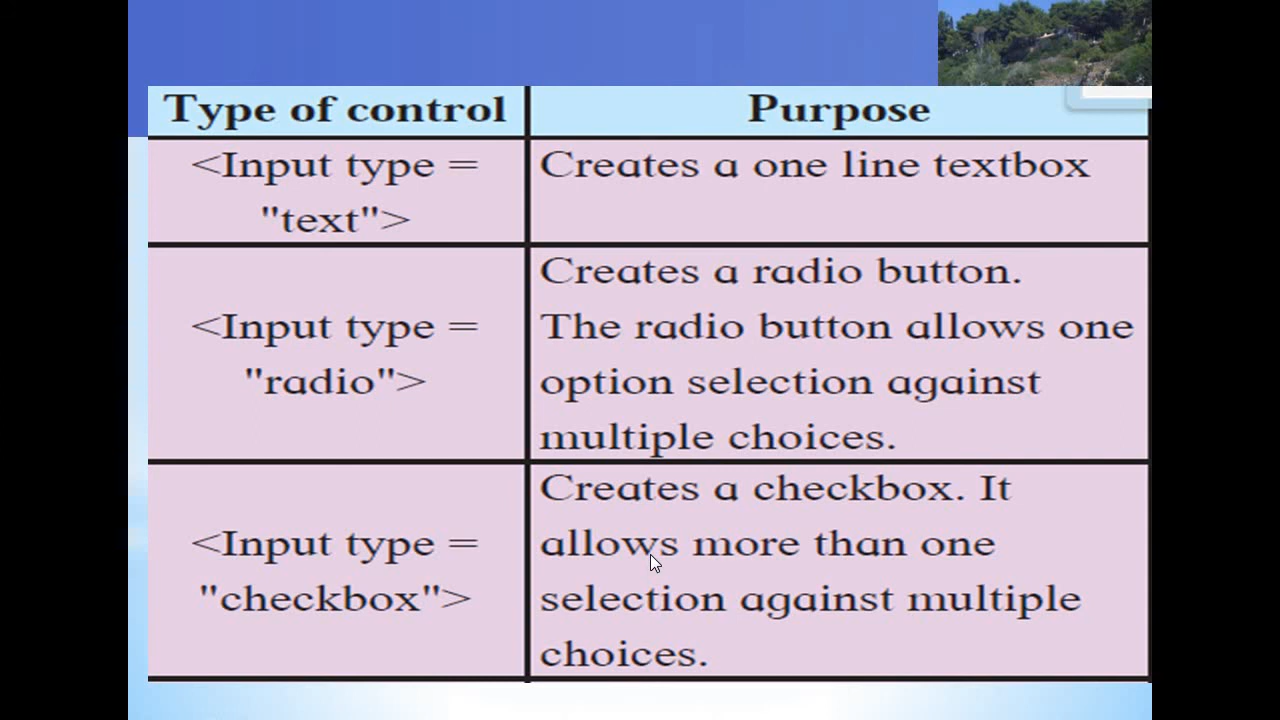 Type of control
Purpose
<Input type =
"text">
Creates a one line textbox
<Input type =
"radio">
Creates a radio button.
The radio button allows one
option selection against
multiple choices.
<Input type =
"checkbox">
Creates a checkbox. It
allows more than one
selection against multiple
choices.